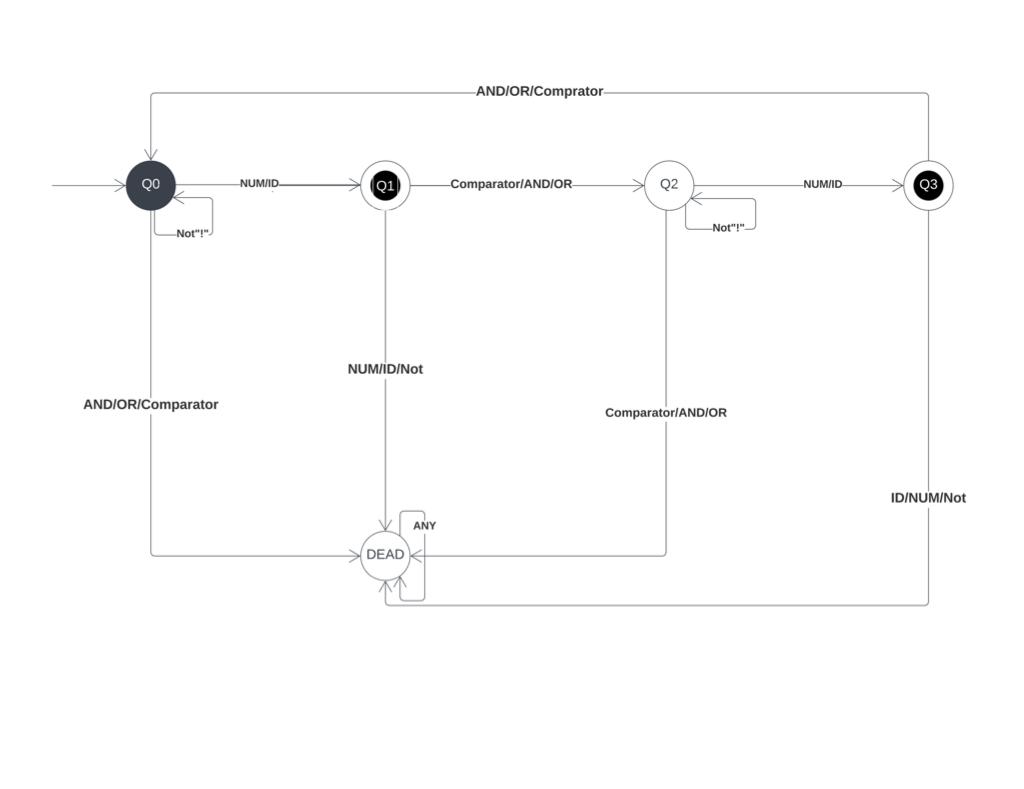 AND/OR/Comprator
Q0
NUM/ID
Q1
Comparator/AND/OR
Q2
NUM/ID
Q3
Not"!"
Not"!"
NUM/ID/Not
AND/OR/Comparator
Comparator/AND/OR
ID/NUM/Not
ANY
DEAD